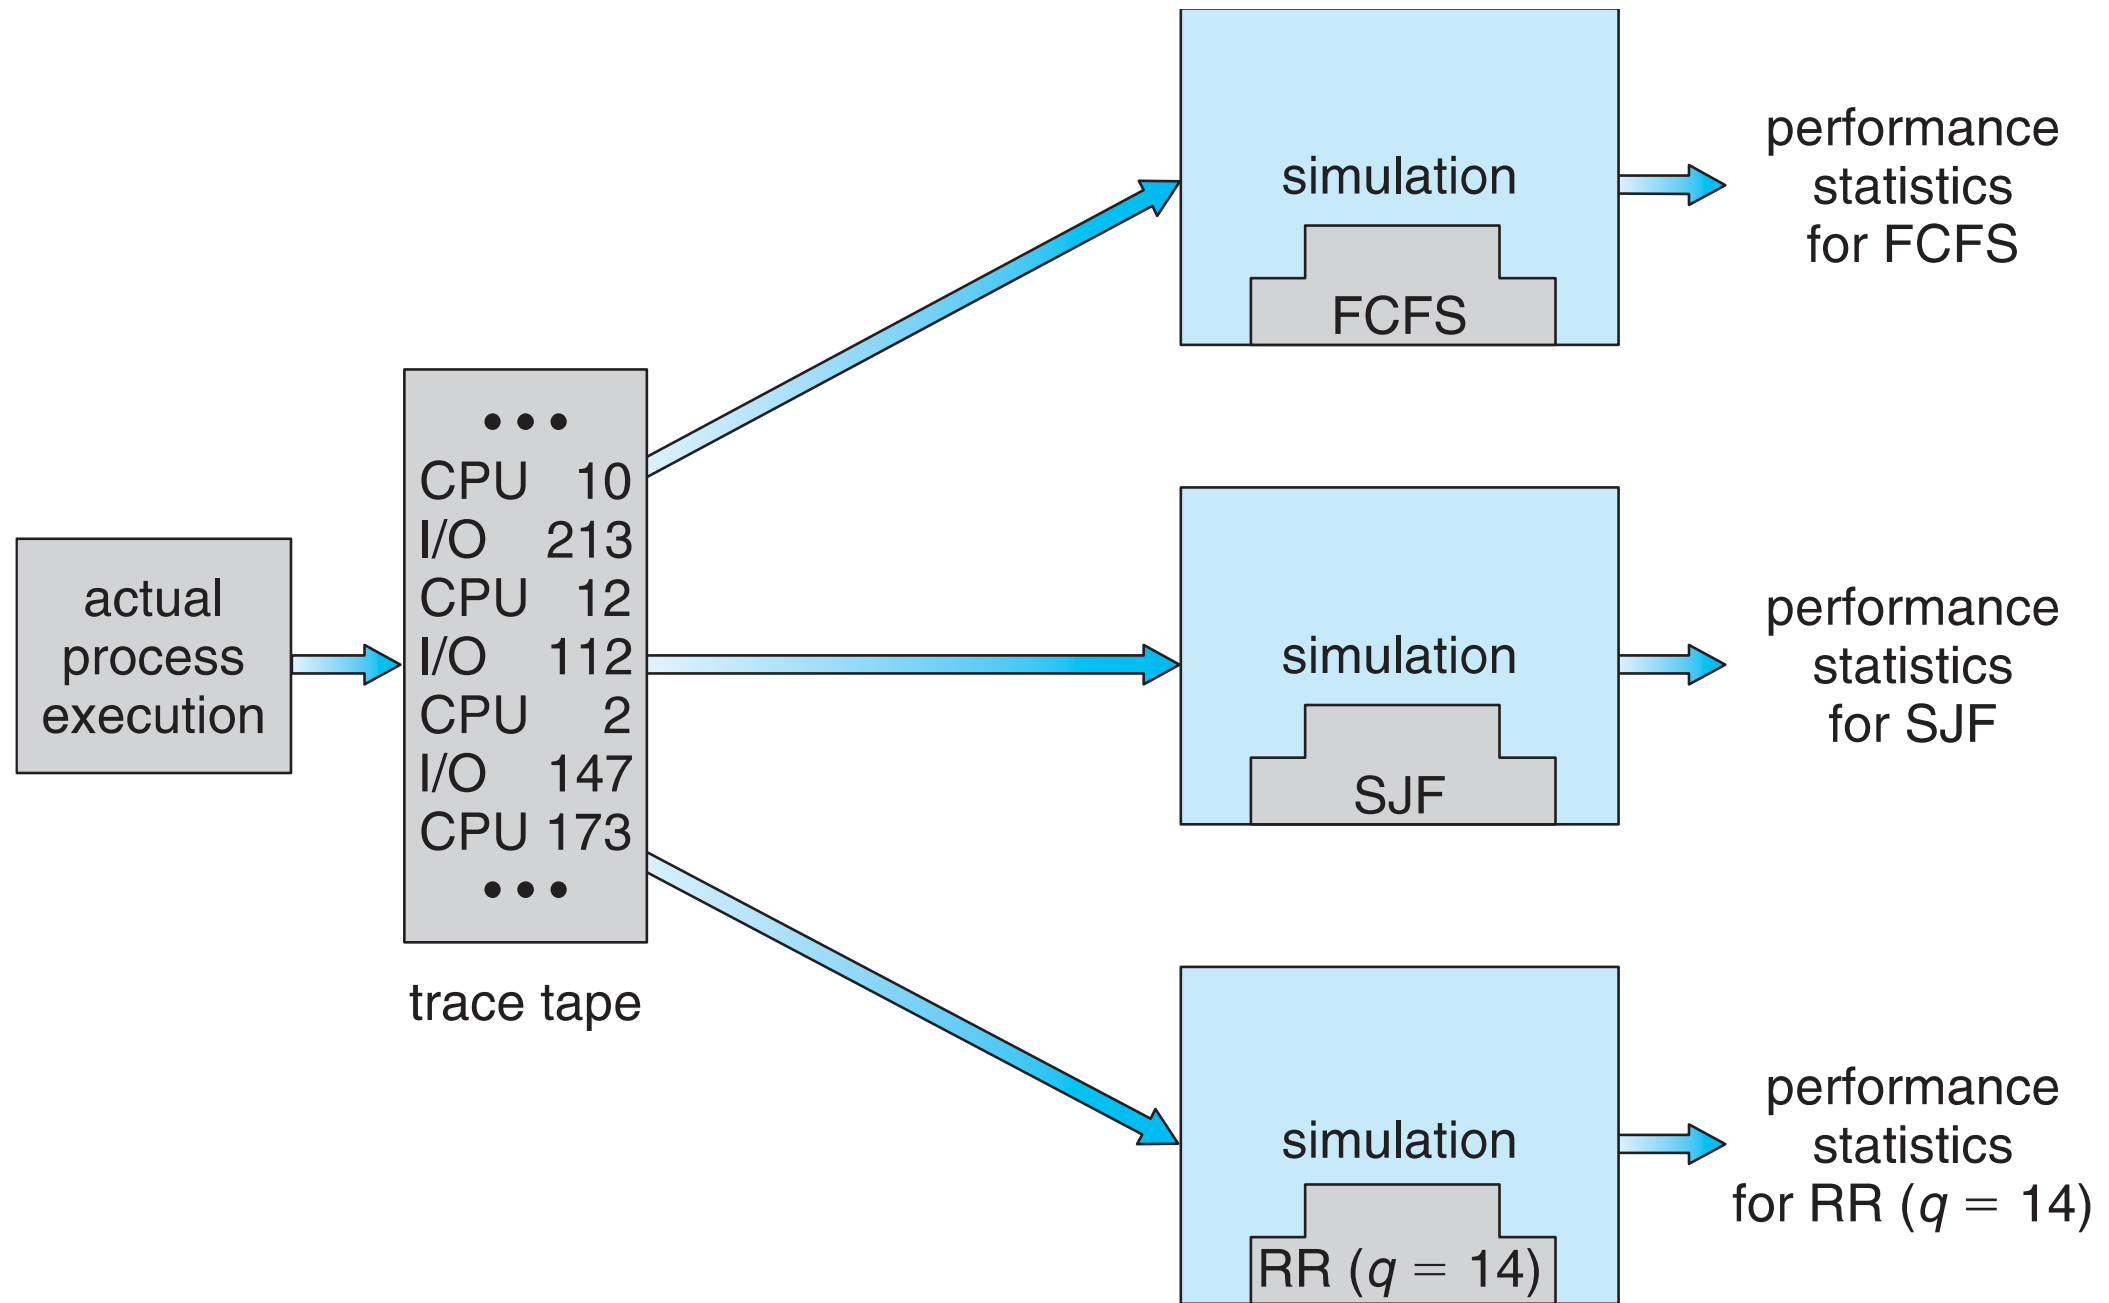 actual
process
execution
• • •
CPU 10
I/O 213
CPU 12
I/O 112
CPU 2
I/O 147
CPU 173
• • •
trace tape
simulation
FCFS
performance
statistics
for FCFS
simulation
SJF
performance
statistics
for SJF
simulation
RR (q = 14)
performance
statistics
for RR (q = 14)